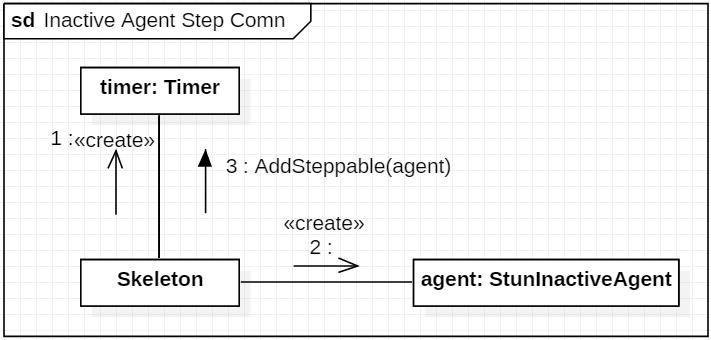 sd Inactive Agent Step Comn
timer: Timer
1 : «create»
3 : AddSteppable(agent)
«create»
2 :
Skeleton
agent: StunInactiveAgent